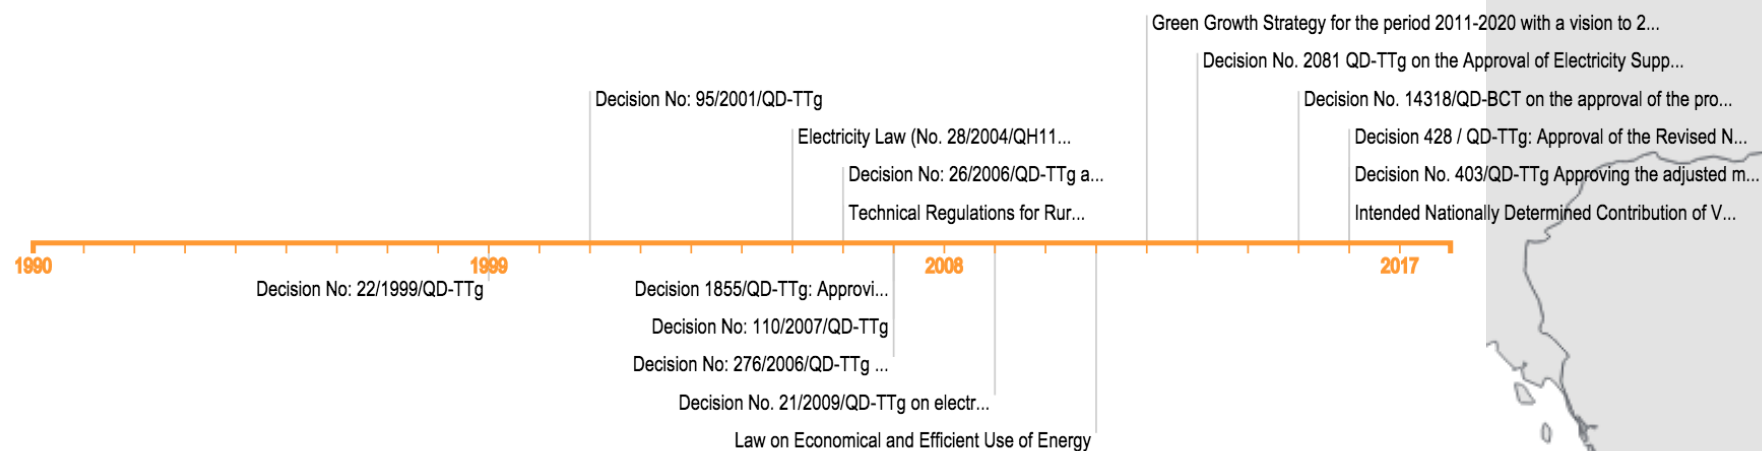 Green Growth Strategy for the period 2011-2020 with a vision to 2...
Decision No. 2081 QD-TTg on the Approval of Electricity Supp...
Decision No: 95/2001/QD-TTg
Decision No. 14318/QD-BCT on the approval of the pro...
Electricity Law (No. 28/2004/QH11...
Decision 428 / QD-TTg: Approval of the Revised N...
Decision No: 26/2006/QD-TTg a...
Decision No. 403/QD-TTg Approving the adjusted m...
Technical Regulations for Rur...
Intended Nationally Determined Contribution of V...
1990
1999
2008
2017
Decision No: 22/1999/QD-TTg
Decision 1855/QD-TTg: Approvi...
Decision No: 110/2007/QD-TTg
Decision No: 276/2006/QD-TTg ...
Decision No. 21/2009/QD-TTg on electr...
Law on Economical and Efficient Use of Energy